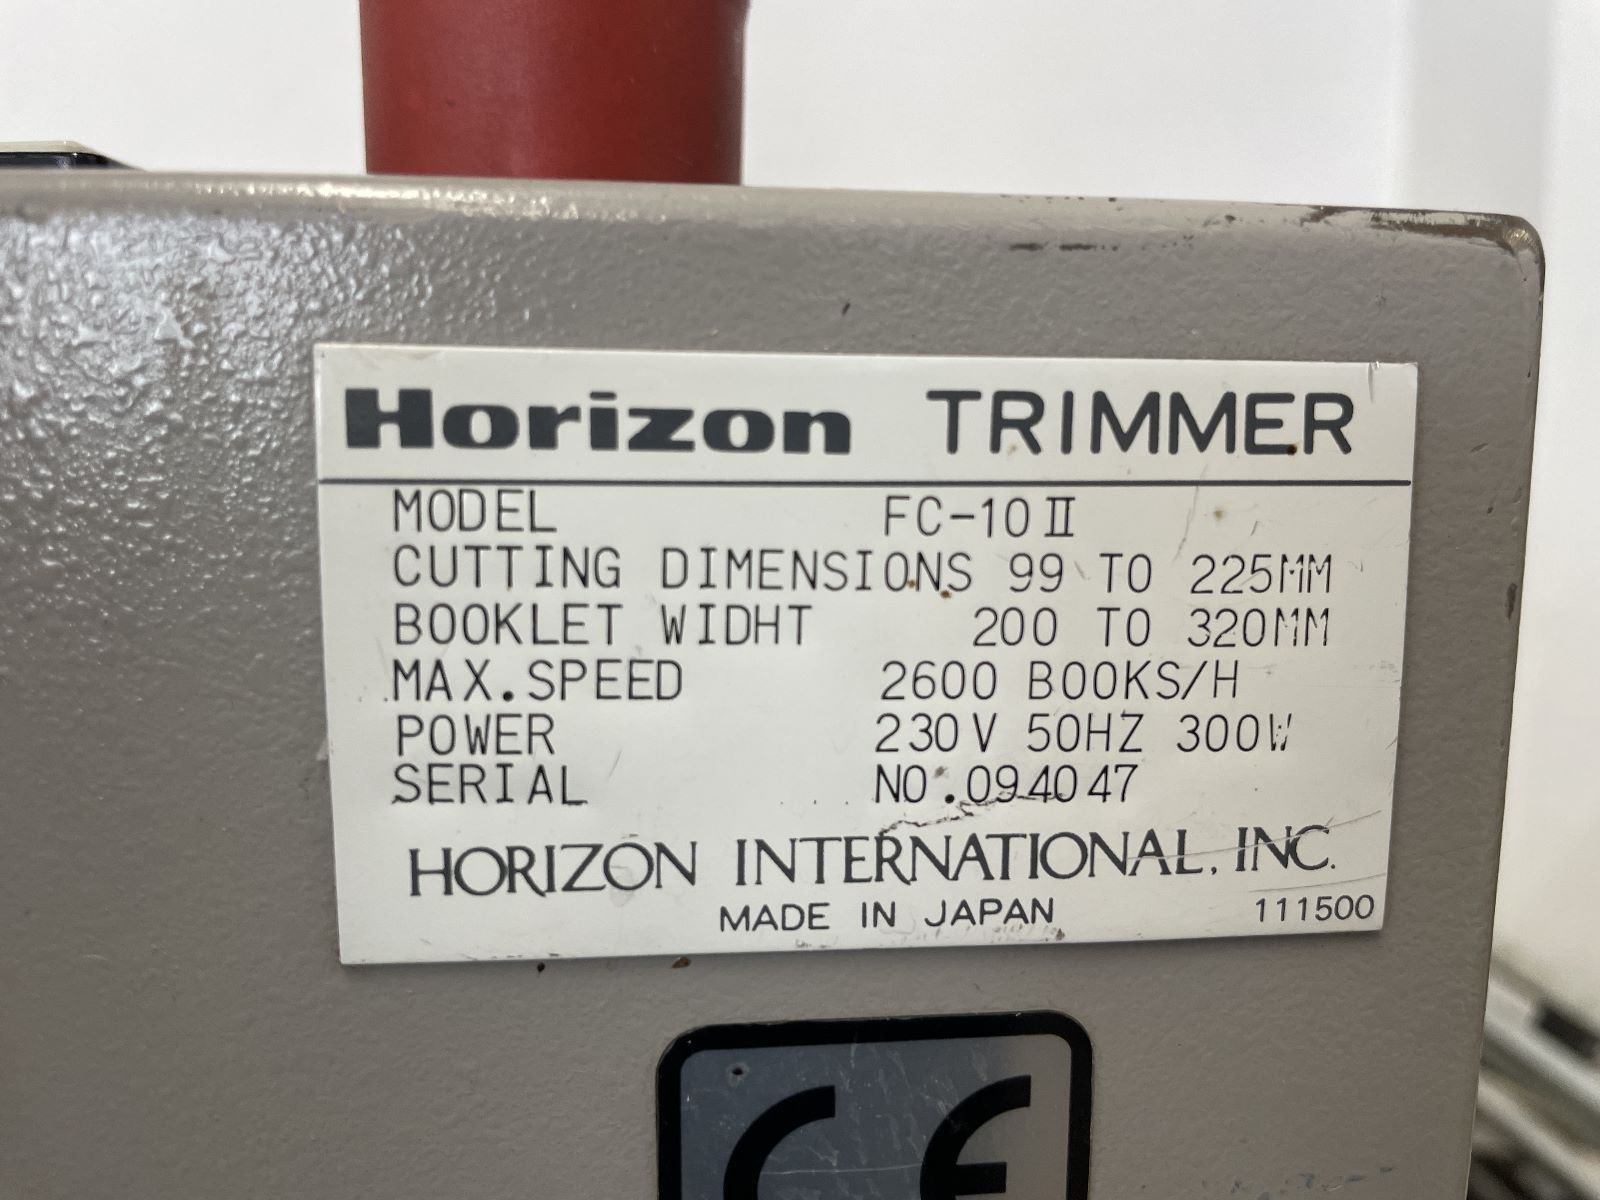 Horizon TRIMMER
MODEL FC-10 II
CUTTING DIMENSIONS 99 TO 225MM
BOOKLET WIDHT 200 TO 320MM
MAX.SPEED 2600 BOOKS/H
POWER 230V 50HZ 300W
SERIAL NO.094047
HORIZON INTERNATIONAL, INC.
MADE IN JAPAN 111500
CE